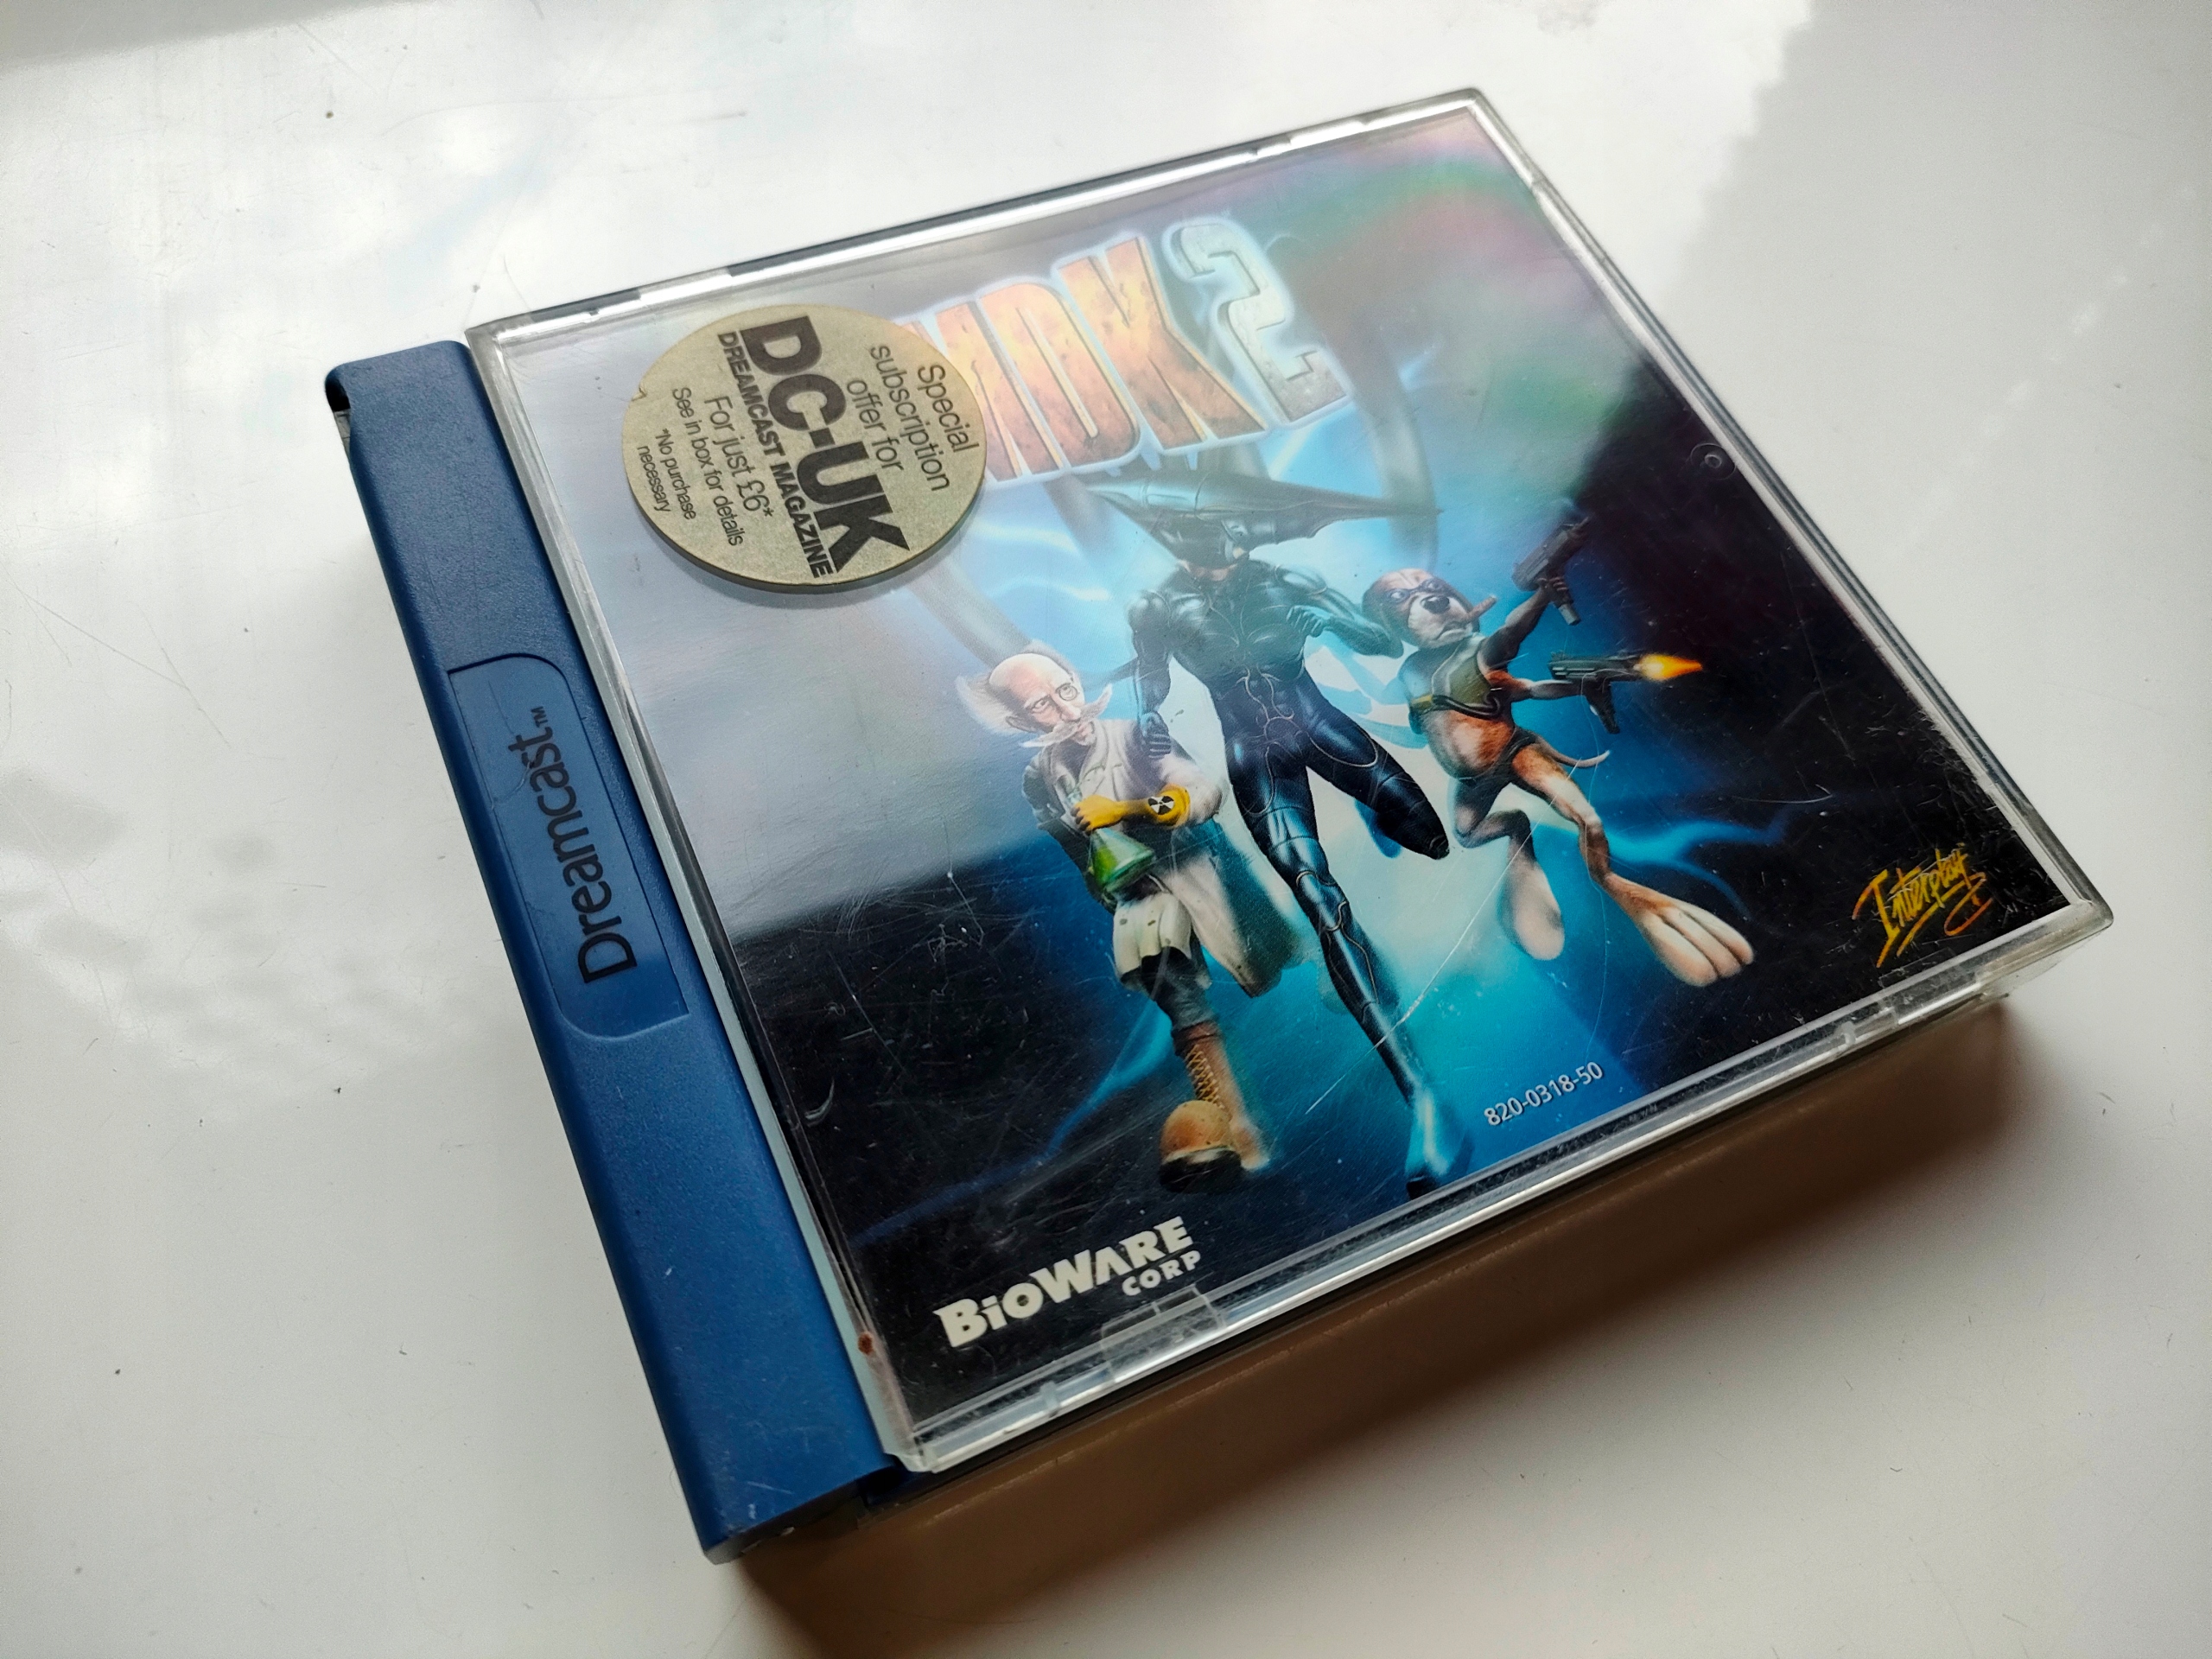 MDK2
Special
subscription
offer for
DC-UK
DREAMCAST MAGAZINE
For just £6*
See in box for details
*No purchase
necessary
Dreamcast™
Interplay™
820-0318-50
BIOWARE
CORP